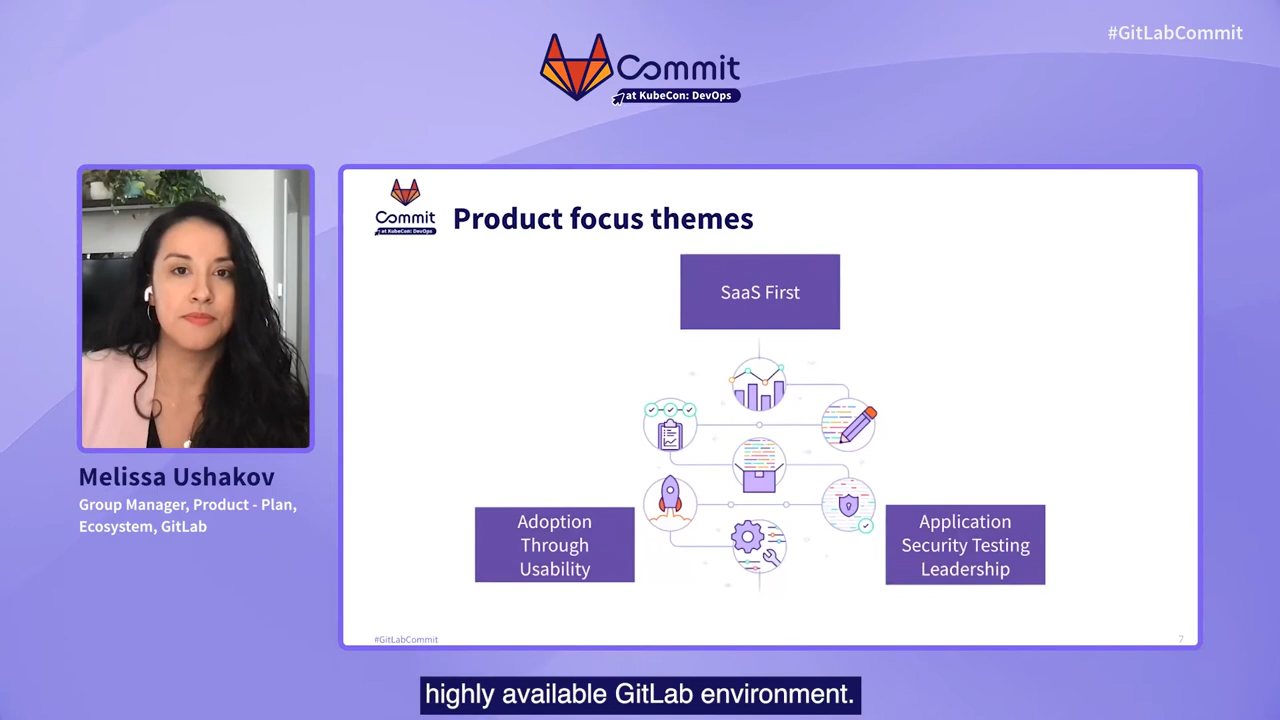 #GitLabCommit
Commit
at KubeCon: DevOps
Commit
at KubeCon: DevOps
Product focus themes
SaaS First
Adoption
Through
Usability
Application
Security Testing
Leadership
#GitLabCommit
7
Melissa Ushakov
Group Manager, Product - Plan,
Ecosystem, GitLab
highly available GitLab environment.